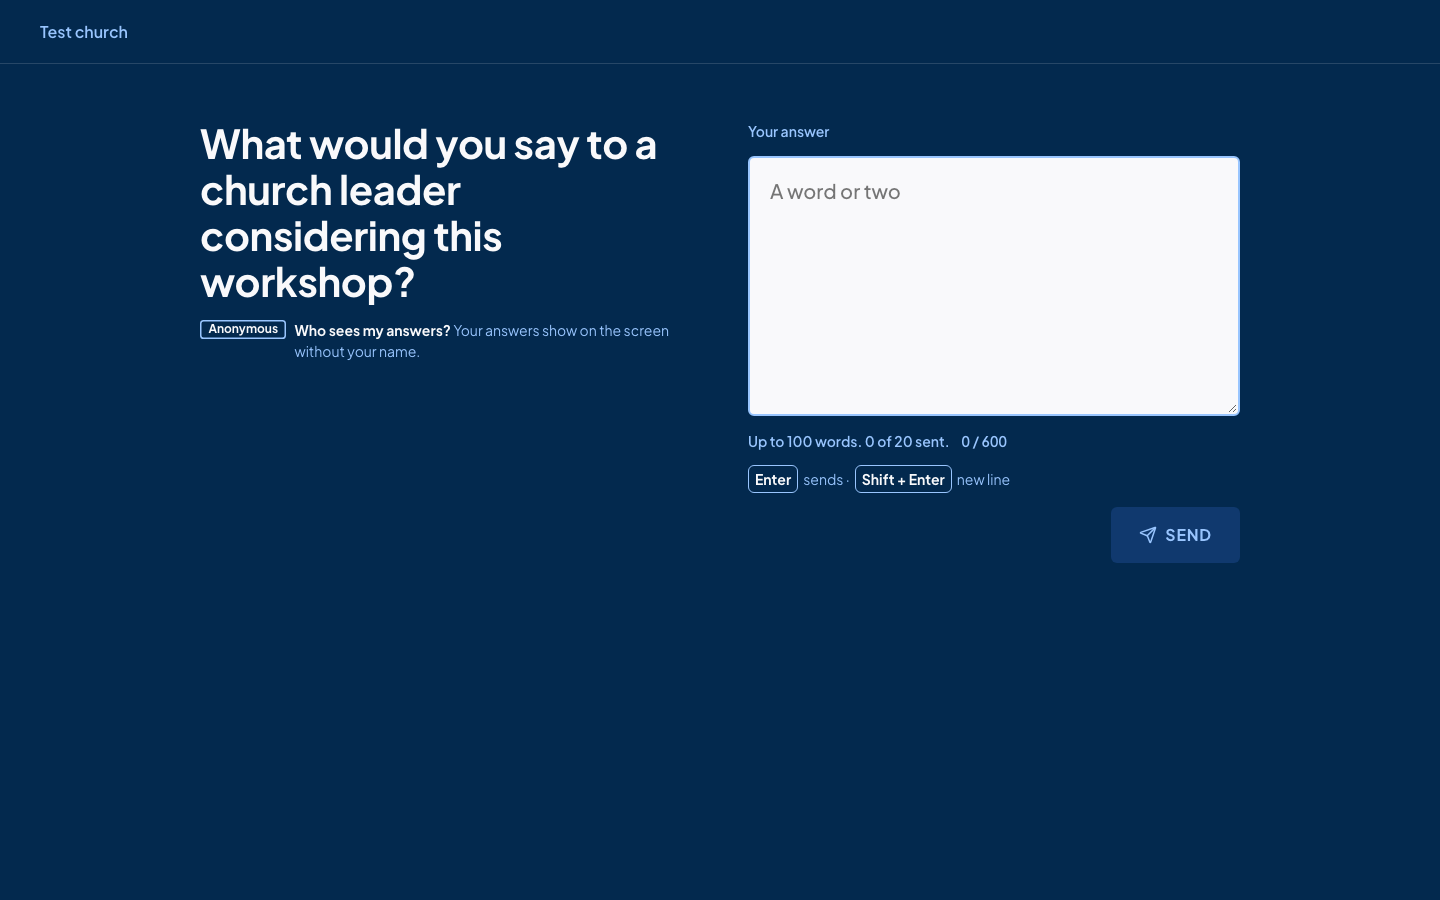 Test church
What would you say to a
church leader
considering this
workshop?
Anonymous
Who sees my answers? Your answers show on the screen
without your name.
Your answer
A word or two
Up to 100 words. 0 of 20 sent. 0 / 600
Enter sends · Shift + Enter new line
SEND